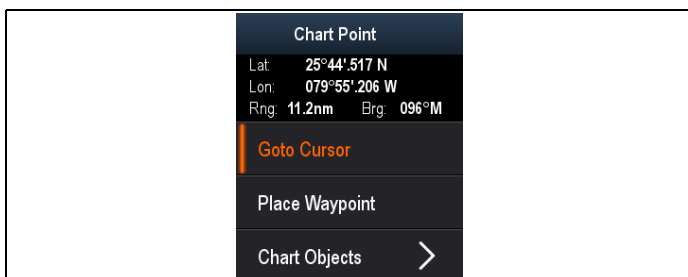 Chart Point
Lat: 25°44'.517 N
Lon: 079°55'.206 W
Rng: 11.2nm Brg: 096°M
Goto Cursor
Place Waypoint
Chart Objects